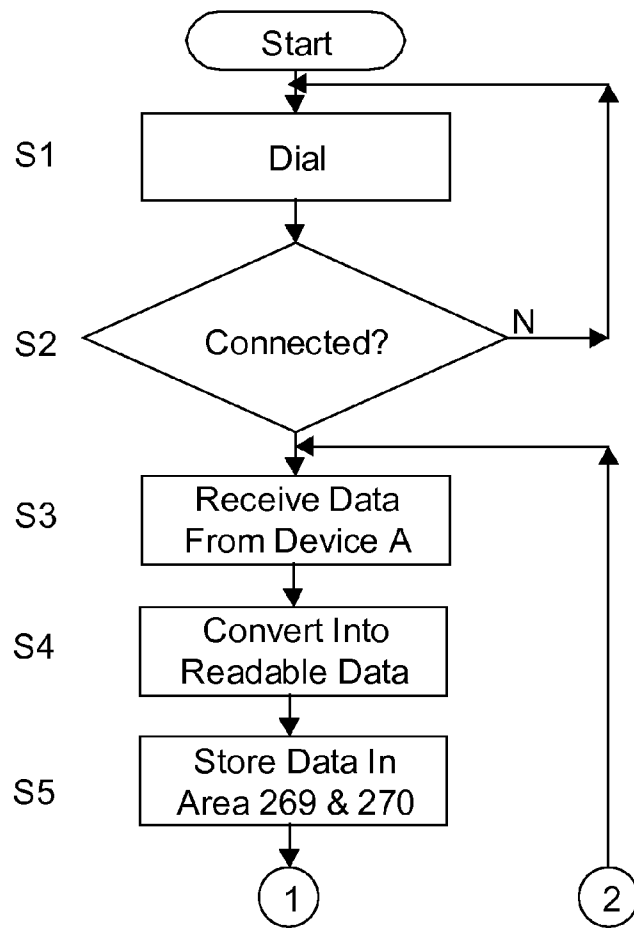 Start
S1
Dial
S2
Connected?
N
S3
Receive Data
From Device A
S4
Convert Into
Readable Data
S5
Store Data In
Area 269 & 270
1
2